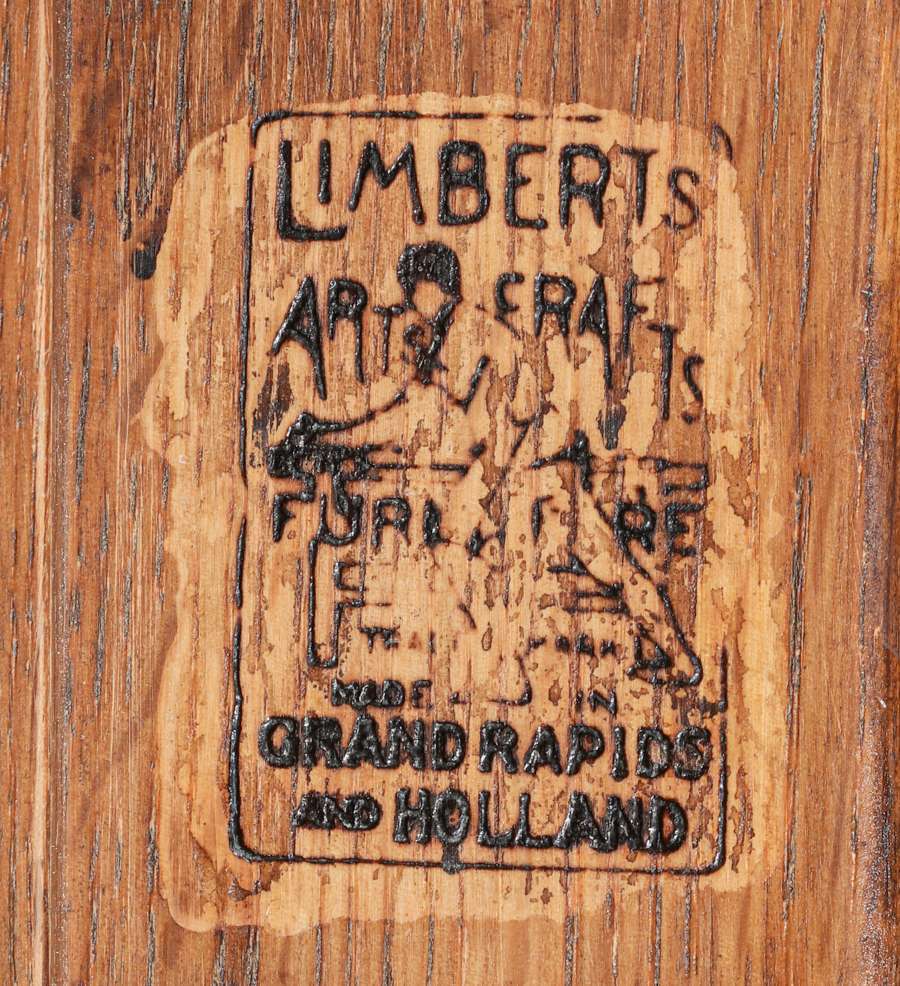 LIMBERTS
ARTS CRAFTS
FURNITURE
MADE IN
GRAND RAPIDS
AND HOLLAND